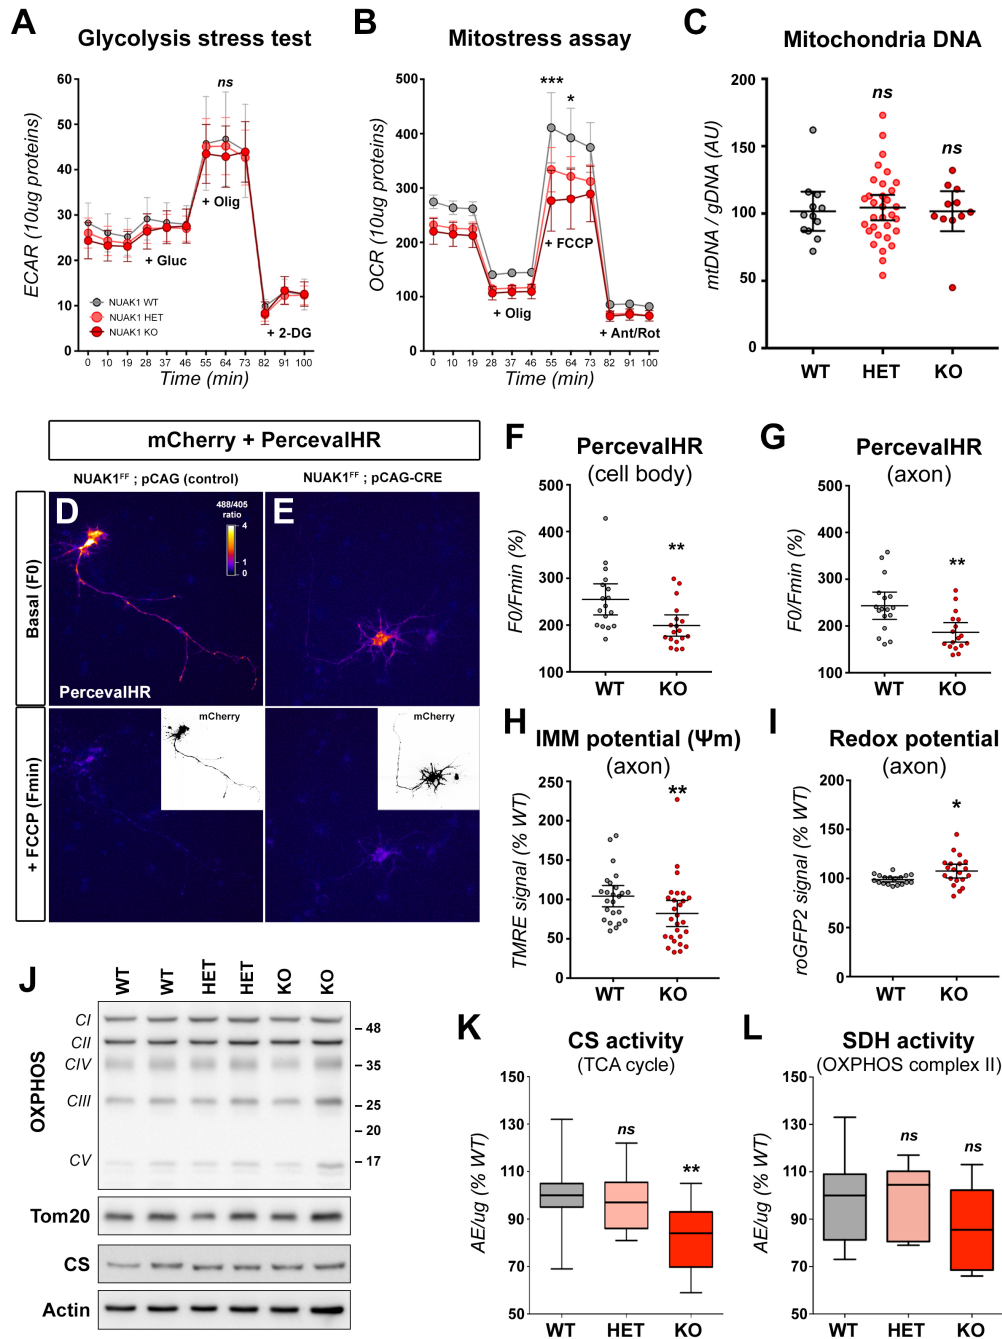 A
Glycolysis stress test
ECAR (10ug proteins)
60
50
40
30
20
10
0
ns
+ Olig
+ Gluc
+ 2-DG
NUAK1 WT
NUAK1 HET
NUAK1 KO
0 10 19 28 37 46 55 64 73 82 91 100
Time (min)
B
Mitostress assay
OCR (10ug proteins)
500
400
300
200
100
0
***
*
+ FCCP
+ Olig
+ Ant/Rot
0 10 19 28 37 46 55 64 73 82 91 100
Time (min)
C
Mitochondria DNA
mtDNA / gDNA (AU)
200
150
100
50
0
ns
ns
WT HET KO
mCherry + PercevalHR
NUAK1FF ; pCAG (control)
NUAK1FF ; pCAG-CRE
Basal (F0)
+ FCCP (Fmin)
D
488/405
ratio
4
1
0
PercevalHR
E
mCherry
mCherry
F
PercevalHR
(cell body)
F0/Fmin (%)
500
400
300
200
100
**
WT KO
G
PercevalHR
(axon)
F0/Fmin (%)
500
400
300
200
100
**
WT KO
H
IMM potential (Ψm)
(axon)
TMRE signal (% WT)
250
200
150
100
50
0
**
WT KO
I
Redox potential
(axon)
roGFP2 signal (% WT)
200
150
100
50
0
*
WT KO
J
WT WT HET HET KO KO
OXPHOS
CI
CII
CIV
CIII
CV
– 48
– 35
– 25
– 20
– 17
Tom20
CS
Actin
K
CS activity
(TCA cycle)
AE/ug (% WT)
150
130
110
90
70
50
ns
**
WT HET KO
L
SDH activity
(OXPHOS complex II)
AE/ug (% WT)
150
130
110
90
70
50
ns
ns
WT HET KO